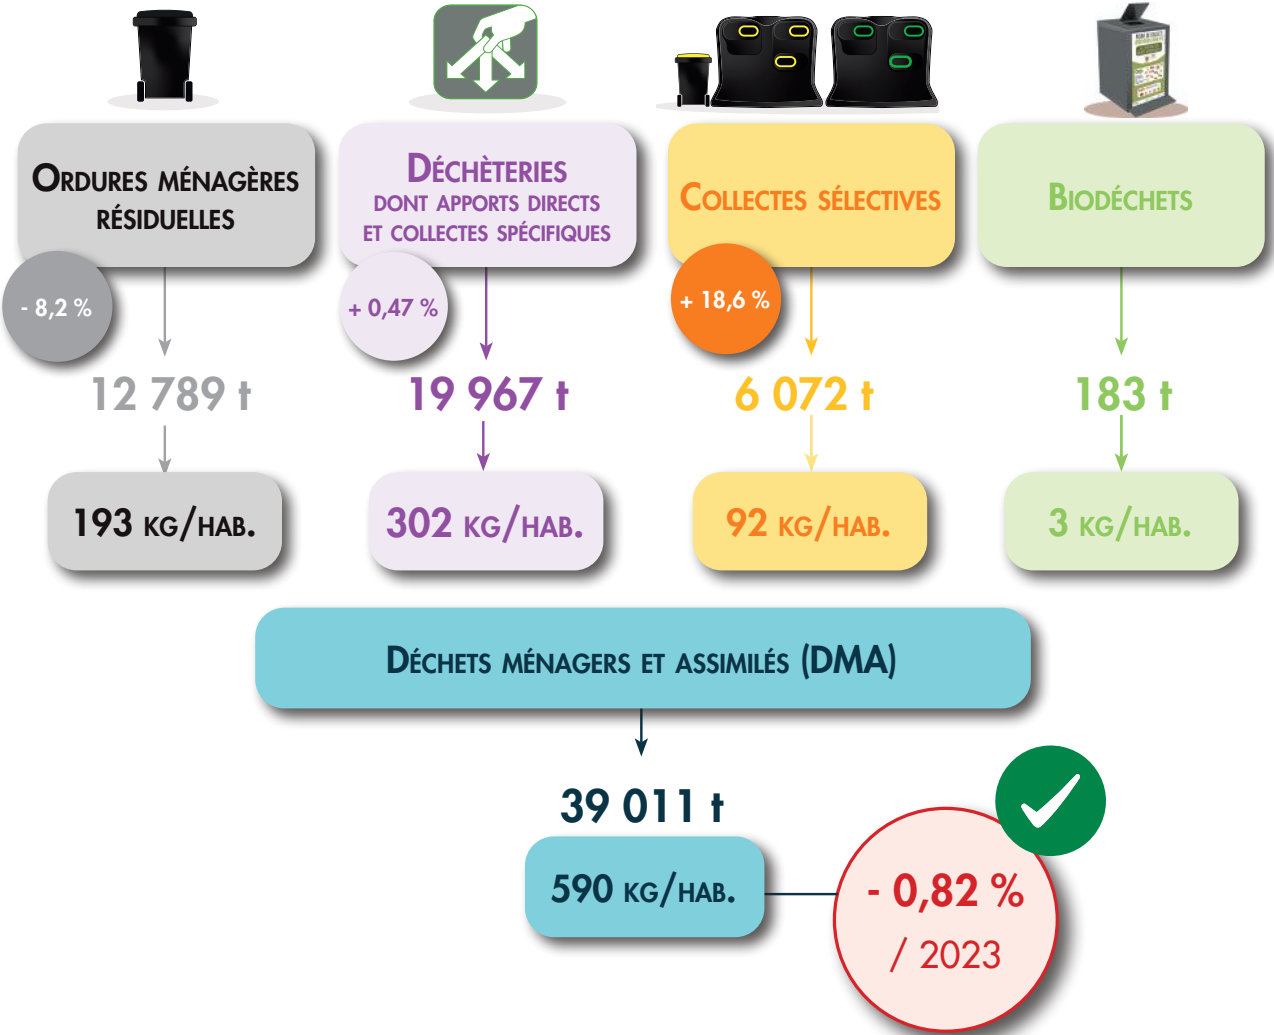 Ordures ménagères
résiduelles
- 8,2 %
12 789 t
193 kg/hab.
Déchèteries
dont apports directs
et collectes spécifiques
+ 0,47 %
19 967 t
302 kg/hab.
Collectes sélectives
+ 18,6 %
6 072 t
92 kg/hab.
Biodéchets
183 t
3 kg/hab.
Déchets ménagers et assimilés (DMA)
39 011 t
590 kg/hab.
- 0,82 %
/ 2023